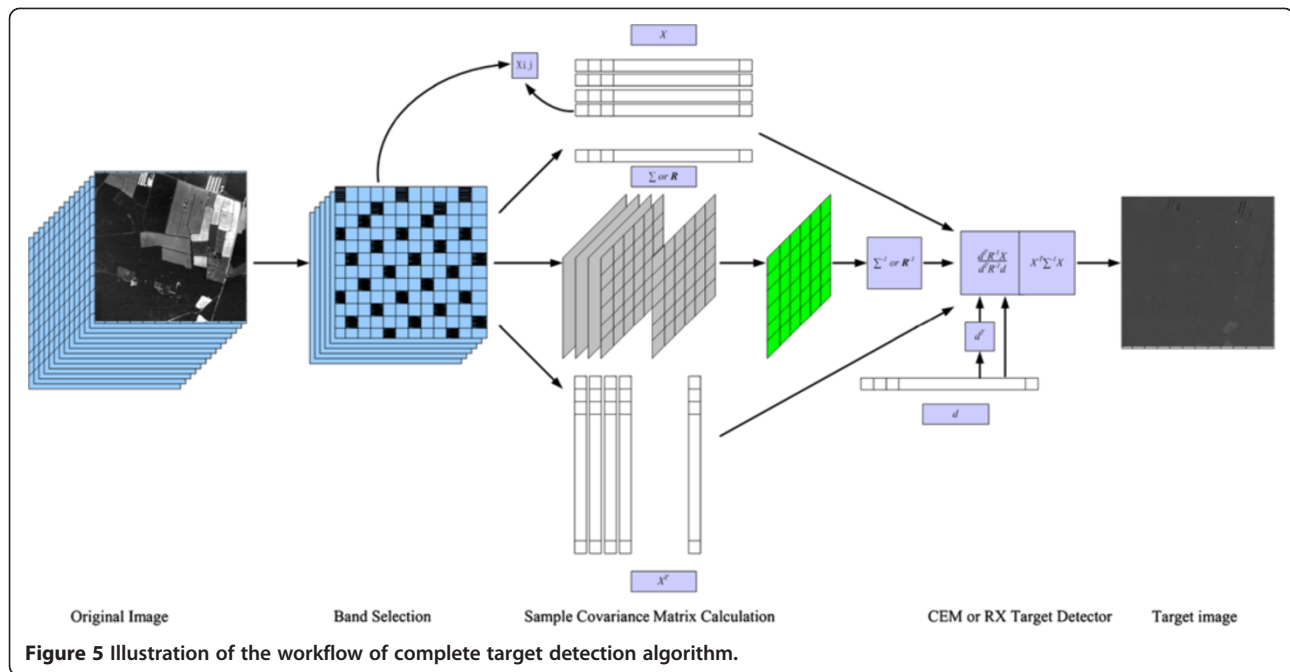 X
Xi j
∑ or R
∑⁻¹ or R⁻¹
dᵀR⁻¹X
dᵀR⁻¹d
Xᵀ∑⁻¹X
dᵀ
d
Xᵀ
Original Image
Band Selection
Sample Covariance Matrix Calculation
CEM or RX Target Detector
Target image
Figure 5 Illustration of the workflow of complete target detection algorithm.